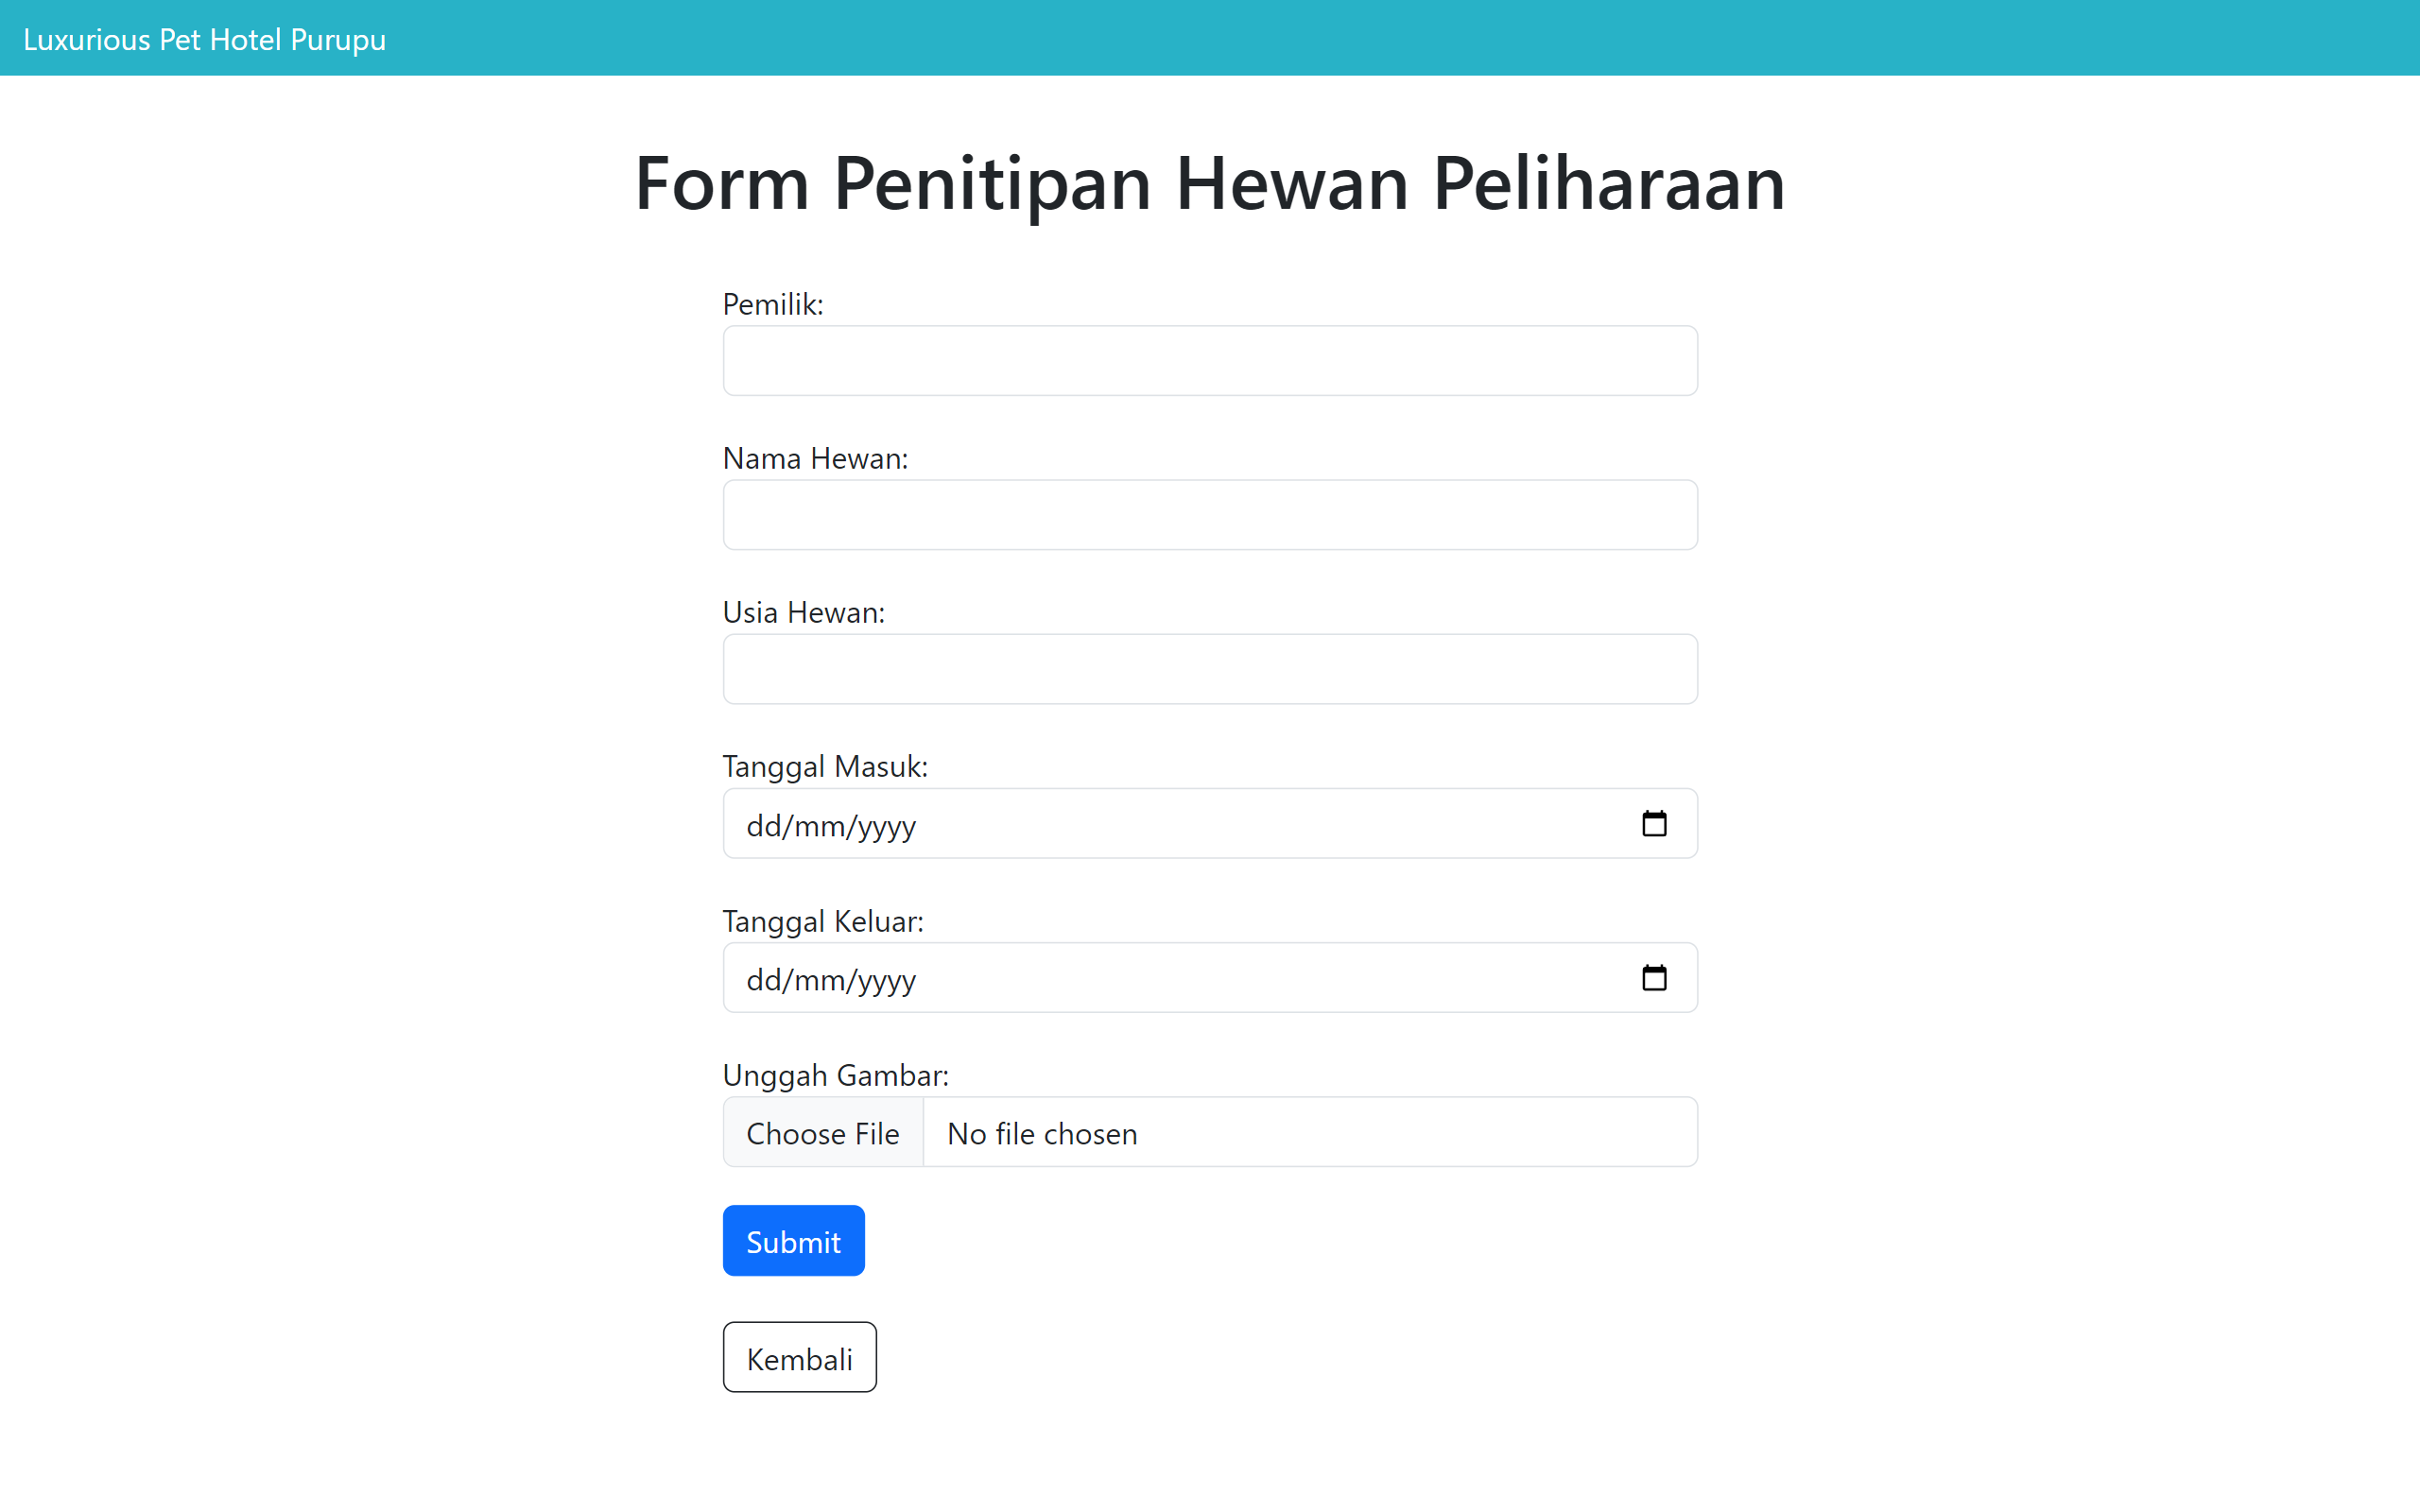 Luxurious Pet Hotel Purupu
Form Penitipan Hewan Peliharaan
Pemilik:
Nama Hewan:
Usia Hewan:
Tanggal Masuk:
dd/mm/yyyy
Tanggal Keluar:
dd/mm/yyyy
Unggah Gambar:
Choose File No file chosen
Submit
Kembali